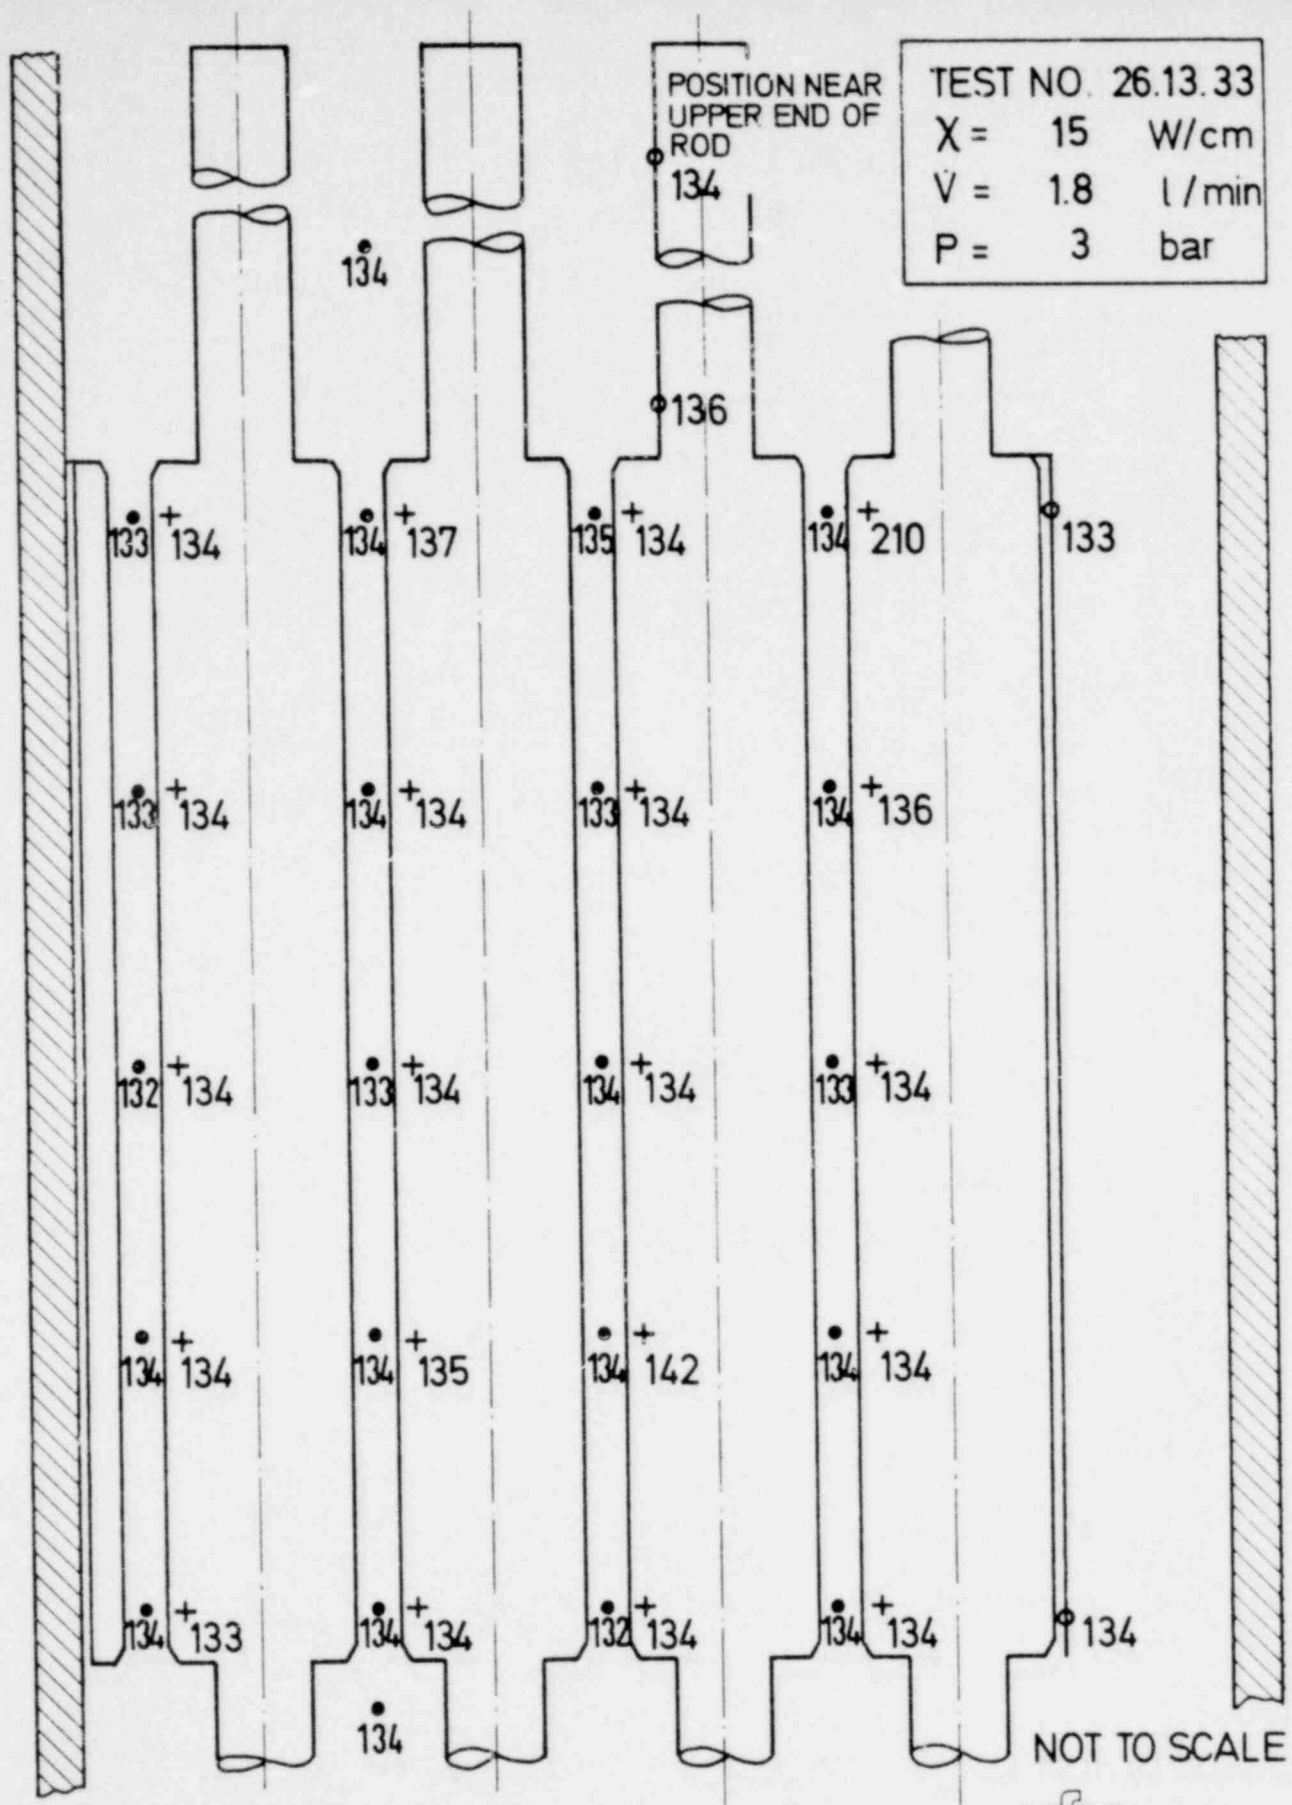 POSITION NEAR
UPPER END OF
ROD
134
TEST NO. 26.13.33
X = 15 W/cm
V̇ = 1.8 l/min
P = 3 bar
134
136
133 134 134 137 135 134 134 210 133
133 134 134 134 133 134 134 136
132 134 133 134 134 134 133 134
134 134 134 135 134 142 134 134
134 133 134 134 132 134 134 134 134
134
NOT TO SCALE